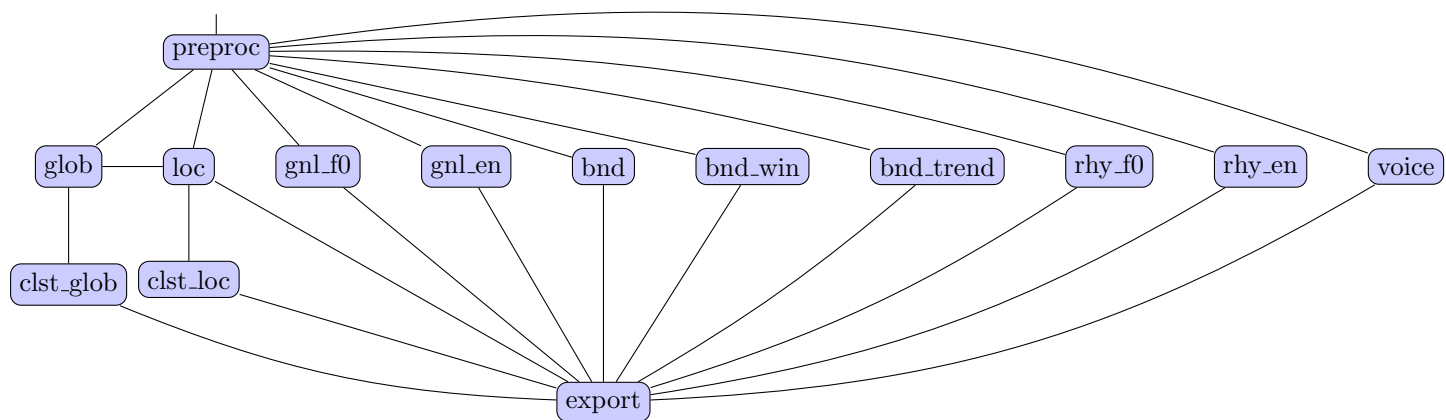 preproc
glob
loc
gnl_f0
gnl_en
bnd
bnd_win
bnd_trend
rhy_f0
rhy_en
voice
clst_glob
clst_loc
export